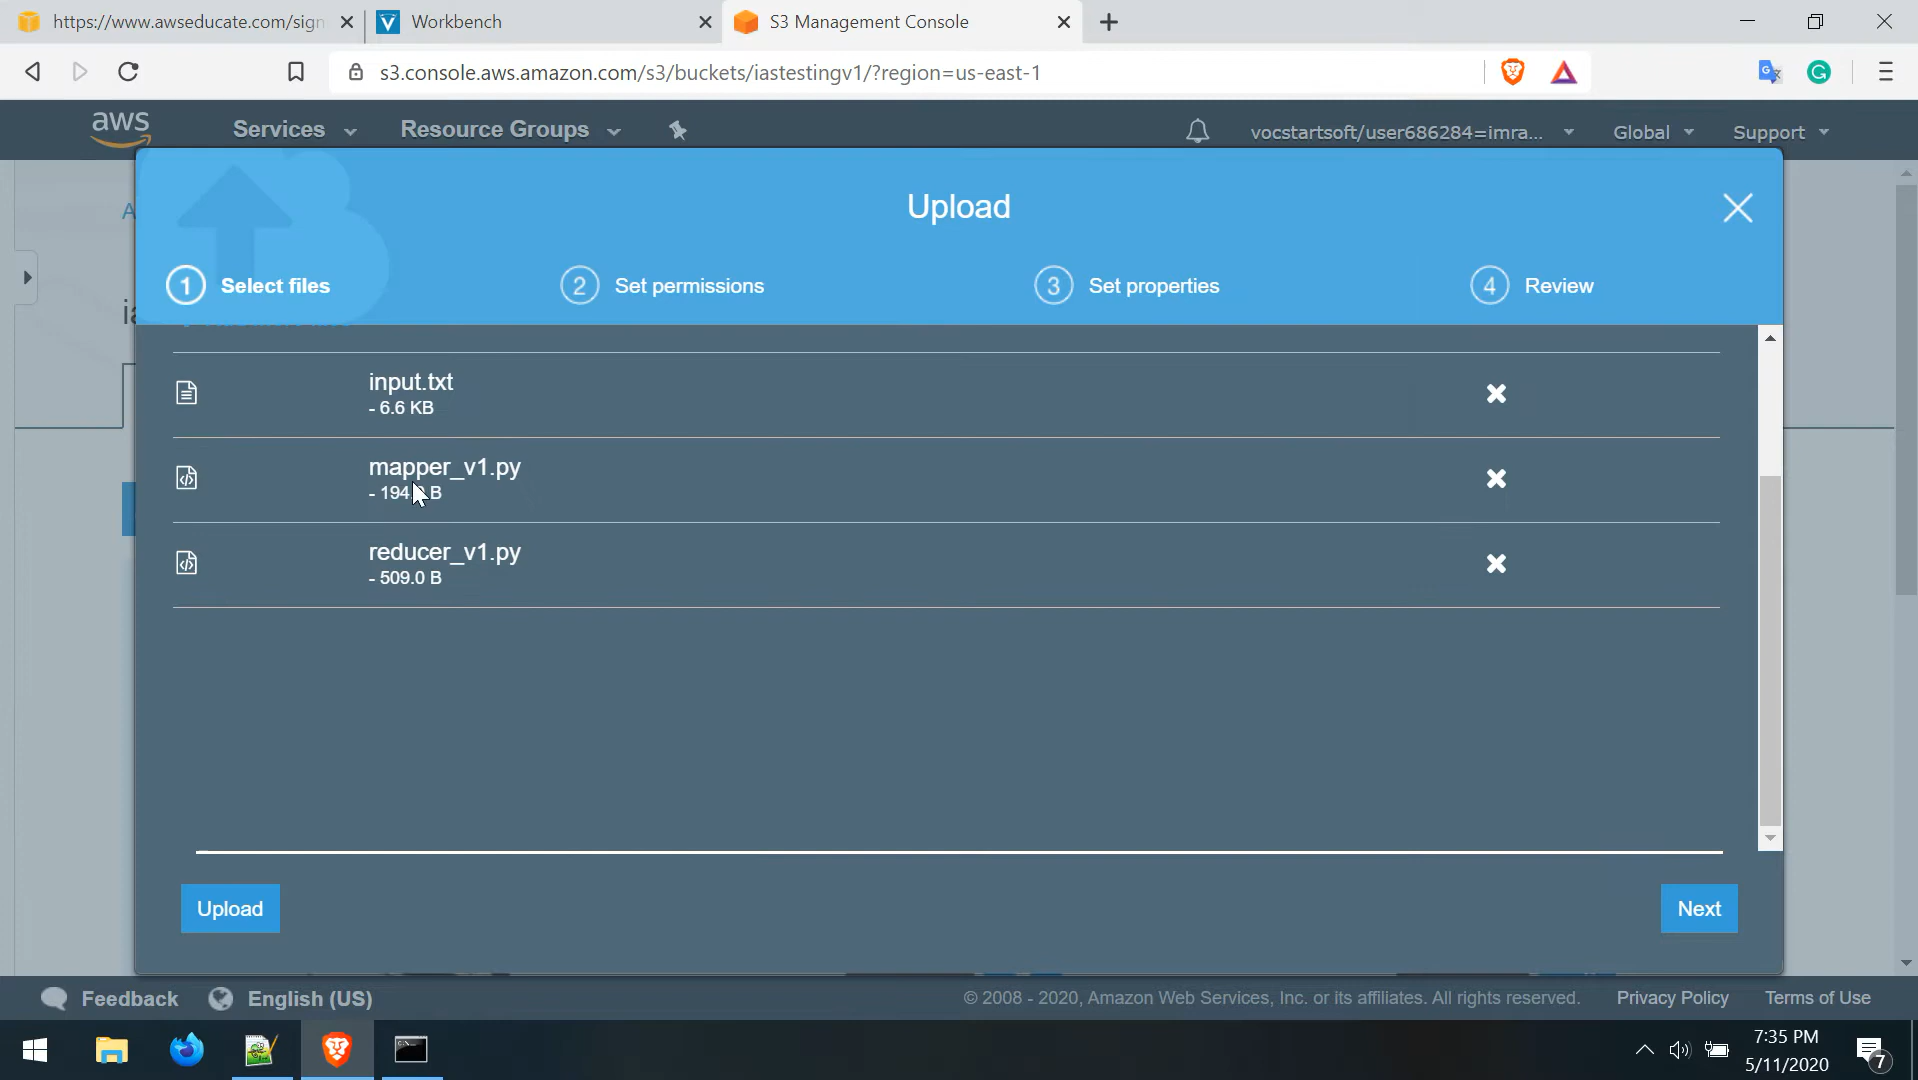 https://www.awseducate.com/sign
Workbench
S3 Management Console
s3.console.aws.amazon.com/s3/buckets/iastestingv1/?region=us-east-1
aws
Services
Resource Groups
vocstartsoft/user686284=imra...
Global
Support
Upload
1 Select files
2 Set permissions
3 Set properties
4 Review
input.txt
- 6.6 KB
mapper_v1.py
- 194. B
reducer_v1.py
- 509.0 B
Upload
Next
Feedback
English (US)
© 2008 - 2020, Amazon Web Services, Inc. or its affiliates. All rights reserved.
Privacy Policy
Terms of Use
7:35 PM
5/11/2020
7